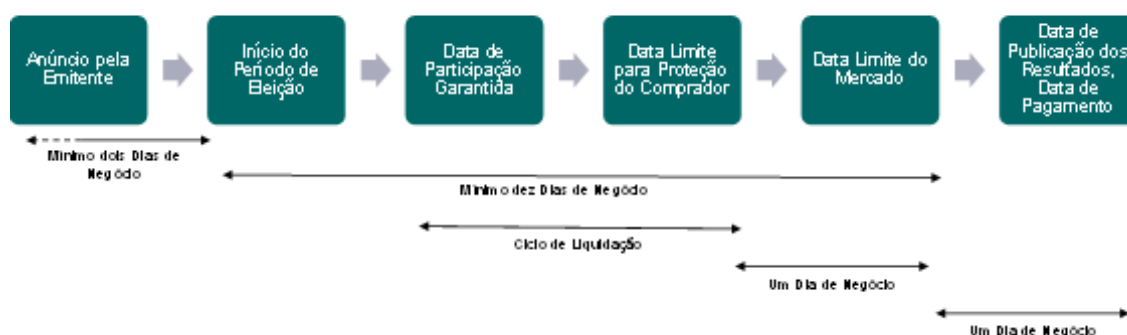 Anúncio pela
Emitente
Início do
Período de
Eleição
Data de
Participação
Garantida
Data Limite
para Proteção
do Comprador
Data Limite do
Mercado
Data de
Publicação dos
Resultados,
Data de
Pagamento
Mínimo dois Dias de
Negócio
Mínimo dez Dias de Negócio
Ciclo de Liquidação
Um Dia de Negócio
Um Dia de Negócio